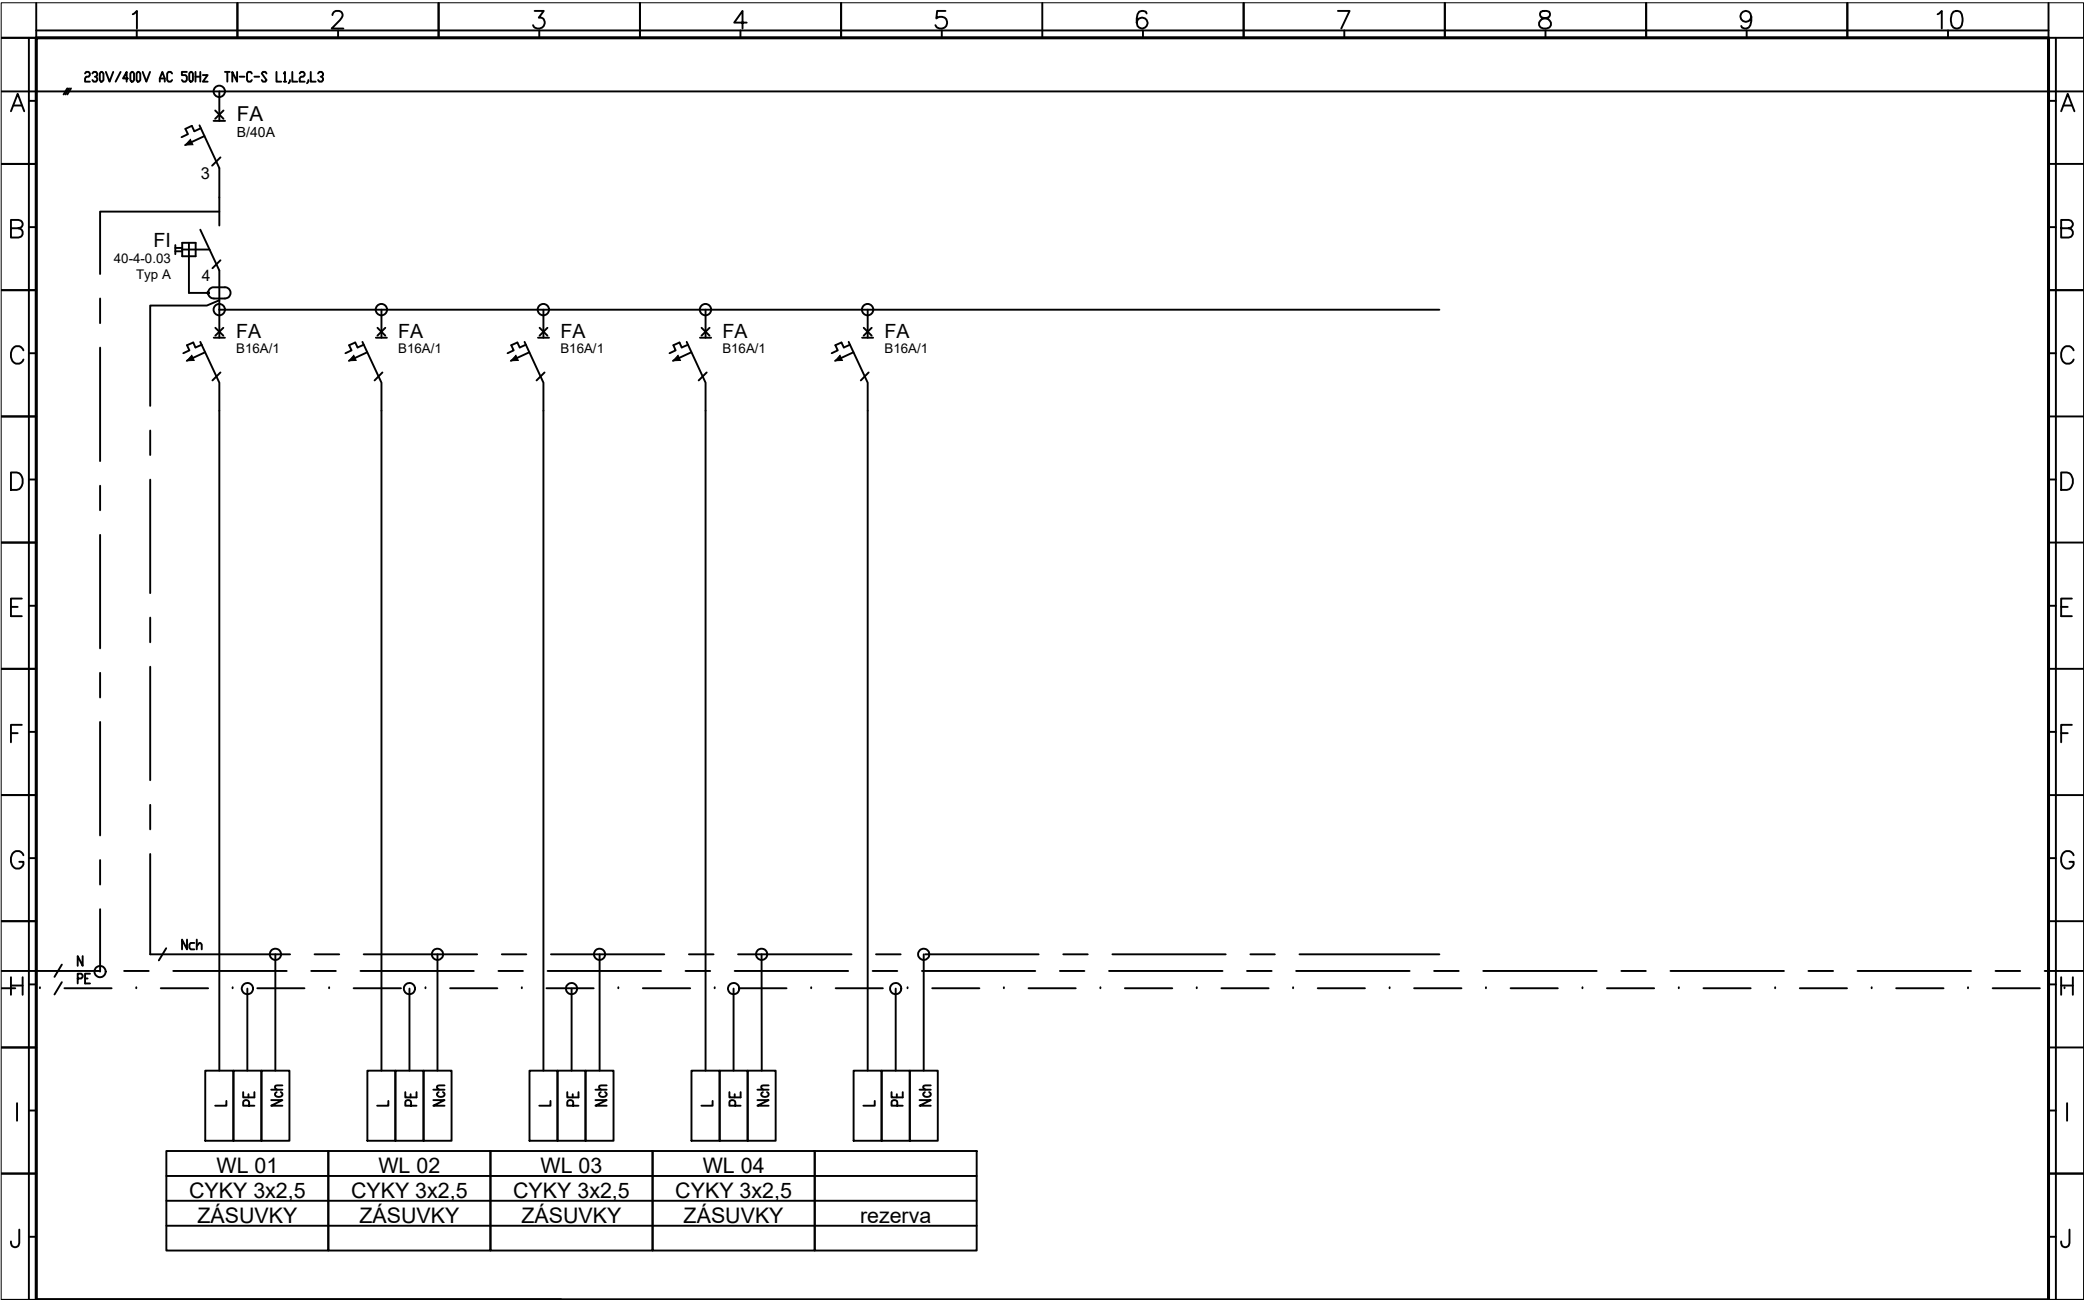 1 2 3 4 5 6 7 8 9 10
230V/400V AC 50Hz TN-C-S L1,L2,L3
A A
FA
B/40A
3
B B
FI
40-4-0.03
Typ A 4
FA FA FA FA FA
B16A/1 B16A/1 B16A/1 B16A/1 B16A/1
C C
D D
E E
F F
G G
Nch
N
PE
H H
L PE Nch L PE Nch L PE Nch L PE Nch L PE Nch
I I
WL 01 WL 02 WL 03 WL 04
CYKY 3x2,5 CYKY 3x2,5 CYKY 3x2,5 CYKY 3x2,5
ZÁSUVKY ZÁSUVKY ZÁSUVKY ZÁSUVKY rezerva
J J